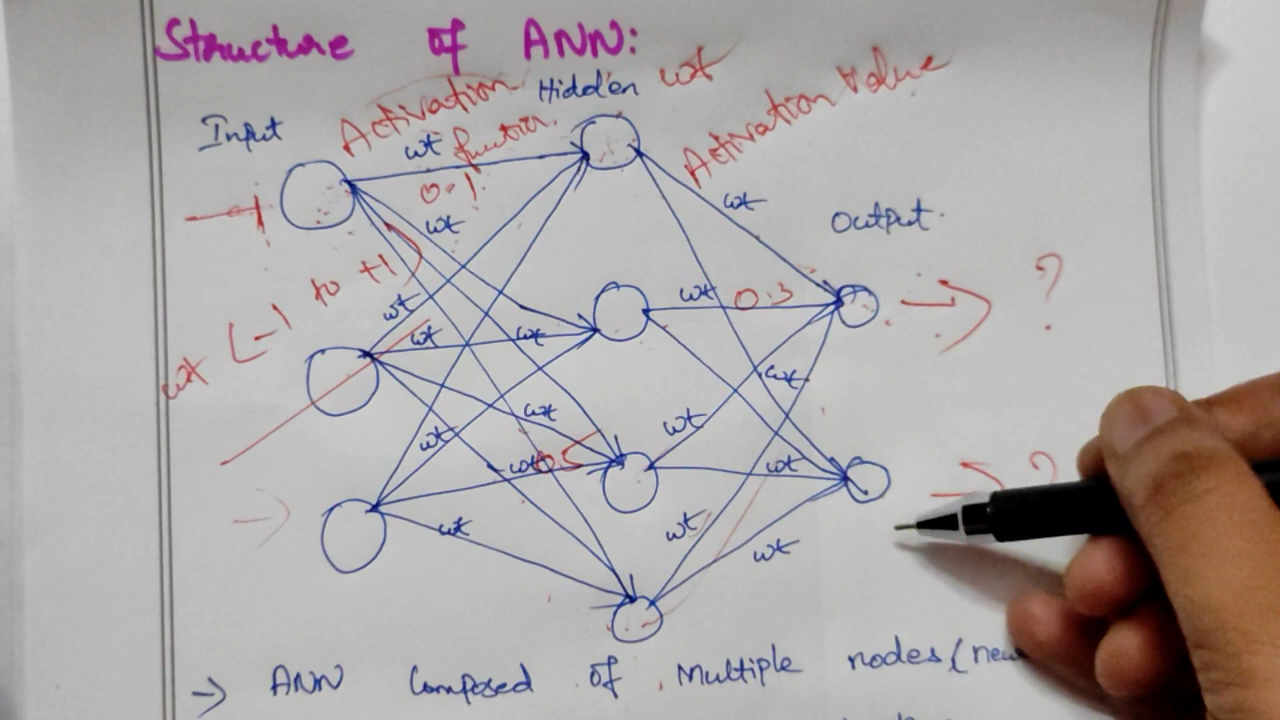 Structure of ANN:
Activation Hidden wt Activation Value
Input wt function
0.1
wt
wt
Output
wt (-1 to +1)
wt
wt 0.3
?
wt
wt
wt
wt
wt
wt
wt 0.5
wt
?
wt
wt
wt
→ ANN Composed of Multiple nodes (neu